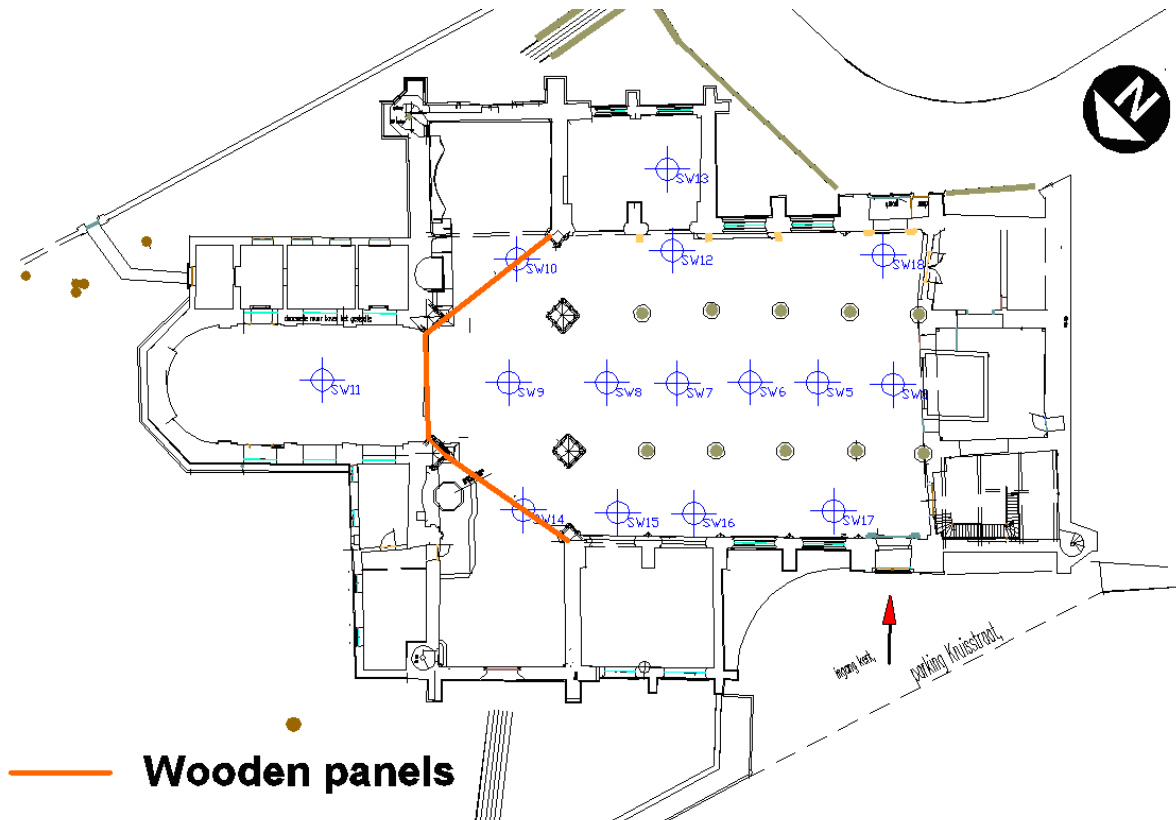 N
SW13
SW10
SW12
SW18
SW11
SW9
SW8
SW7
SW6
SW5
SW14
SW15
SW16
SW17
ingang kerk,
parking Kruisstraat,
Wooden panels